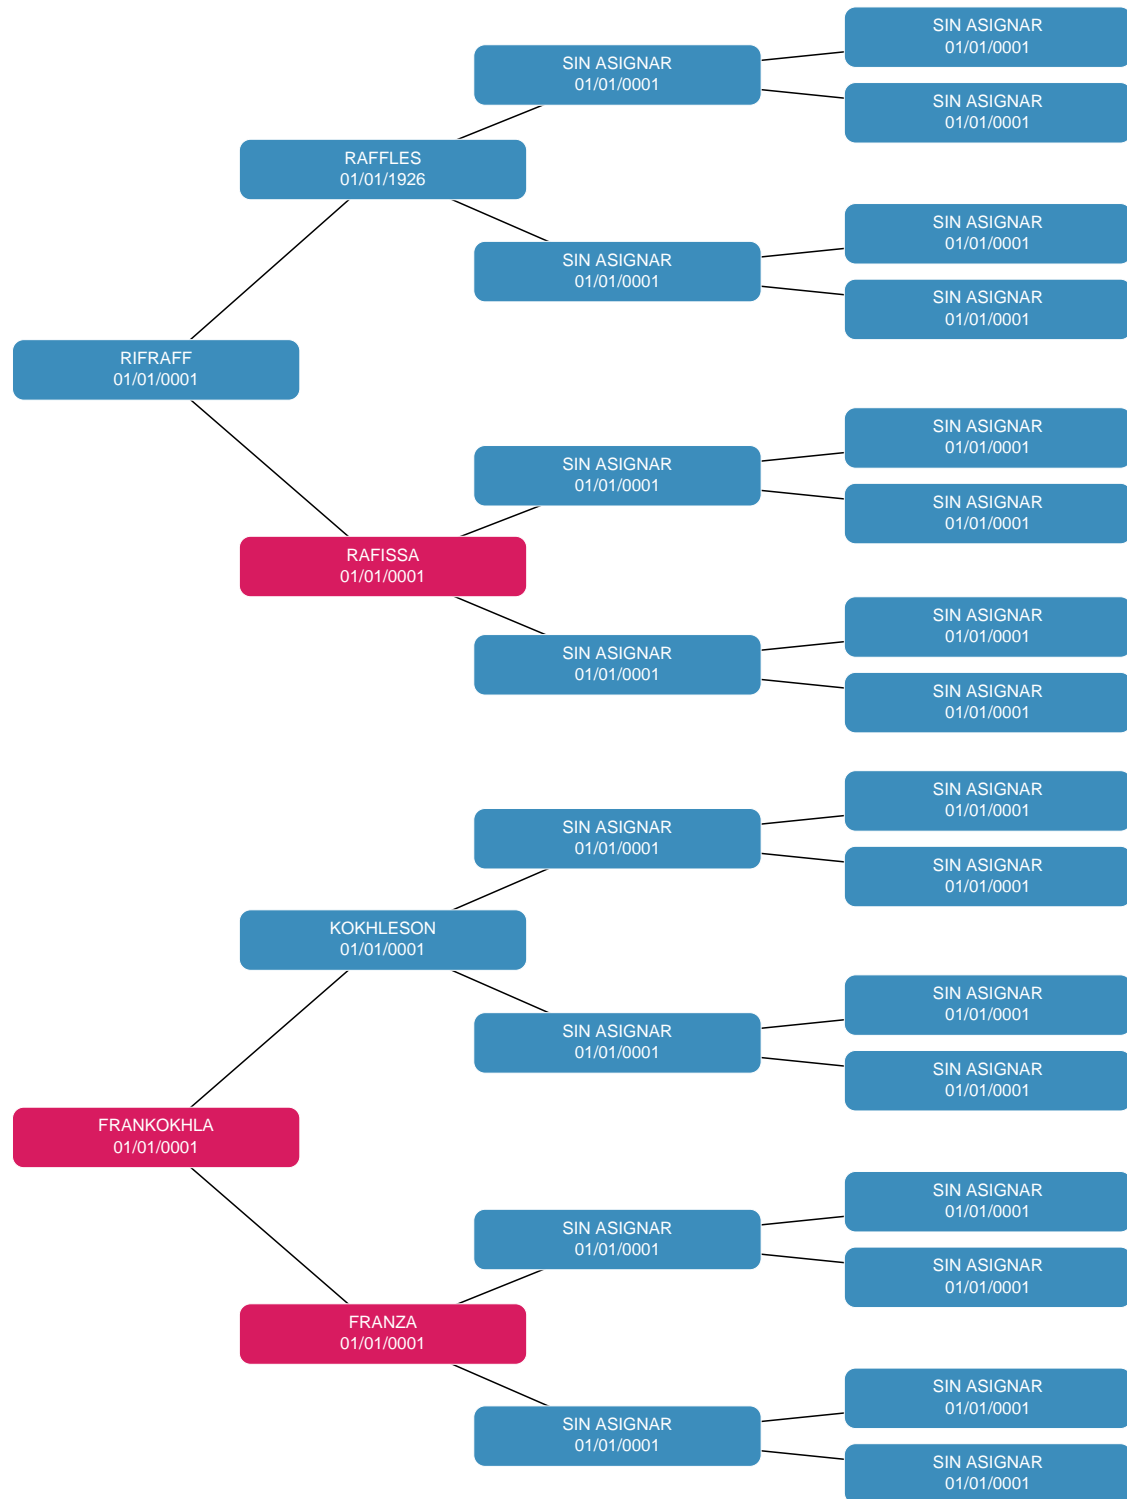 SIN ASIGNAR
01/01/0001
SIN ASIGNAR
01/01/0001
SIN ASIGNAR
01/01/0001
RAFFLES
01/01/1926
SIN ASIGNAR
01/01/0001
SIN ASIGNAR
01/01/0001
SIN ASIGNAR
01/01/0001
RIFRAFF
01/01/0001
SIN ASIGNAR
01/01/0001
SIN ASIGNAR
01/01/0001
SIN ASIGNAR
01/01/0001
RAFISSA
01/01/0001
SIN ASIGNAR
01/01/0001
SIN ASIGNAR
01/01/0001
SIN ASIGNAR
01/01/0001
SIN ASIGNAR
01/01/0001
SIN ASIGNAR
01/01/0001
SIN ASIGNAR
01/01/0001
KOKHLESON
01/01/0001
SIN ASIGNAR
01/01/0001
SIN ASIGNAR
01/01/0001
SIN ASIGNAR
01/01/0001
FRANKOKHLA
01/01/0001
SIN ASIGNAR
01/01/0001
SIN ASIGNAR
01/01/0001
SIN ASIGNAR
01/01/0001
FRANZA
01/01/0001
SIN ASIGNAR
01/01/0001
SIN ASIGNAR
01/01/0001
SIN ASIGNAR
01/01/0001